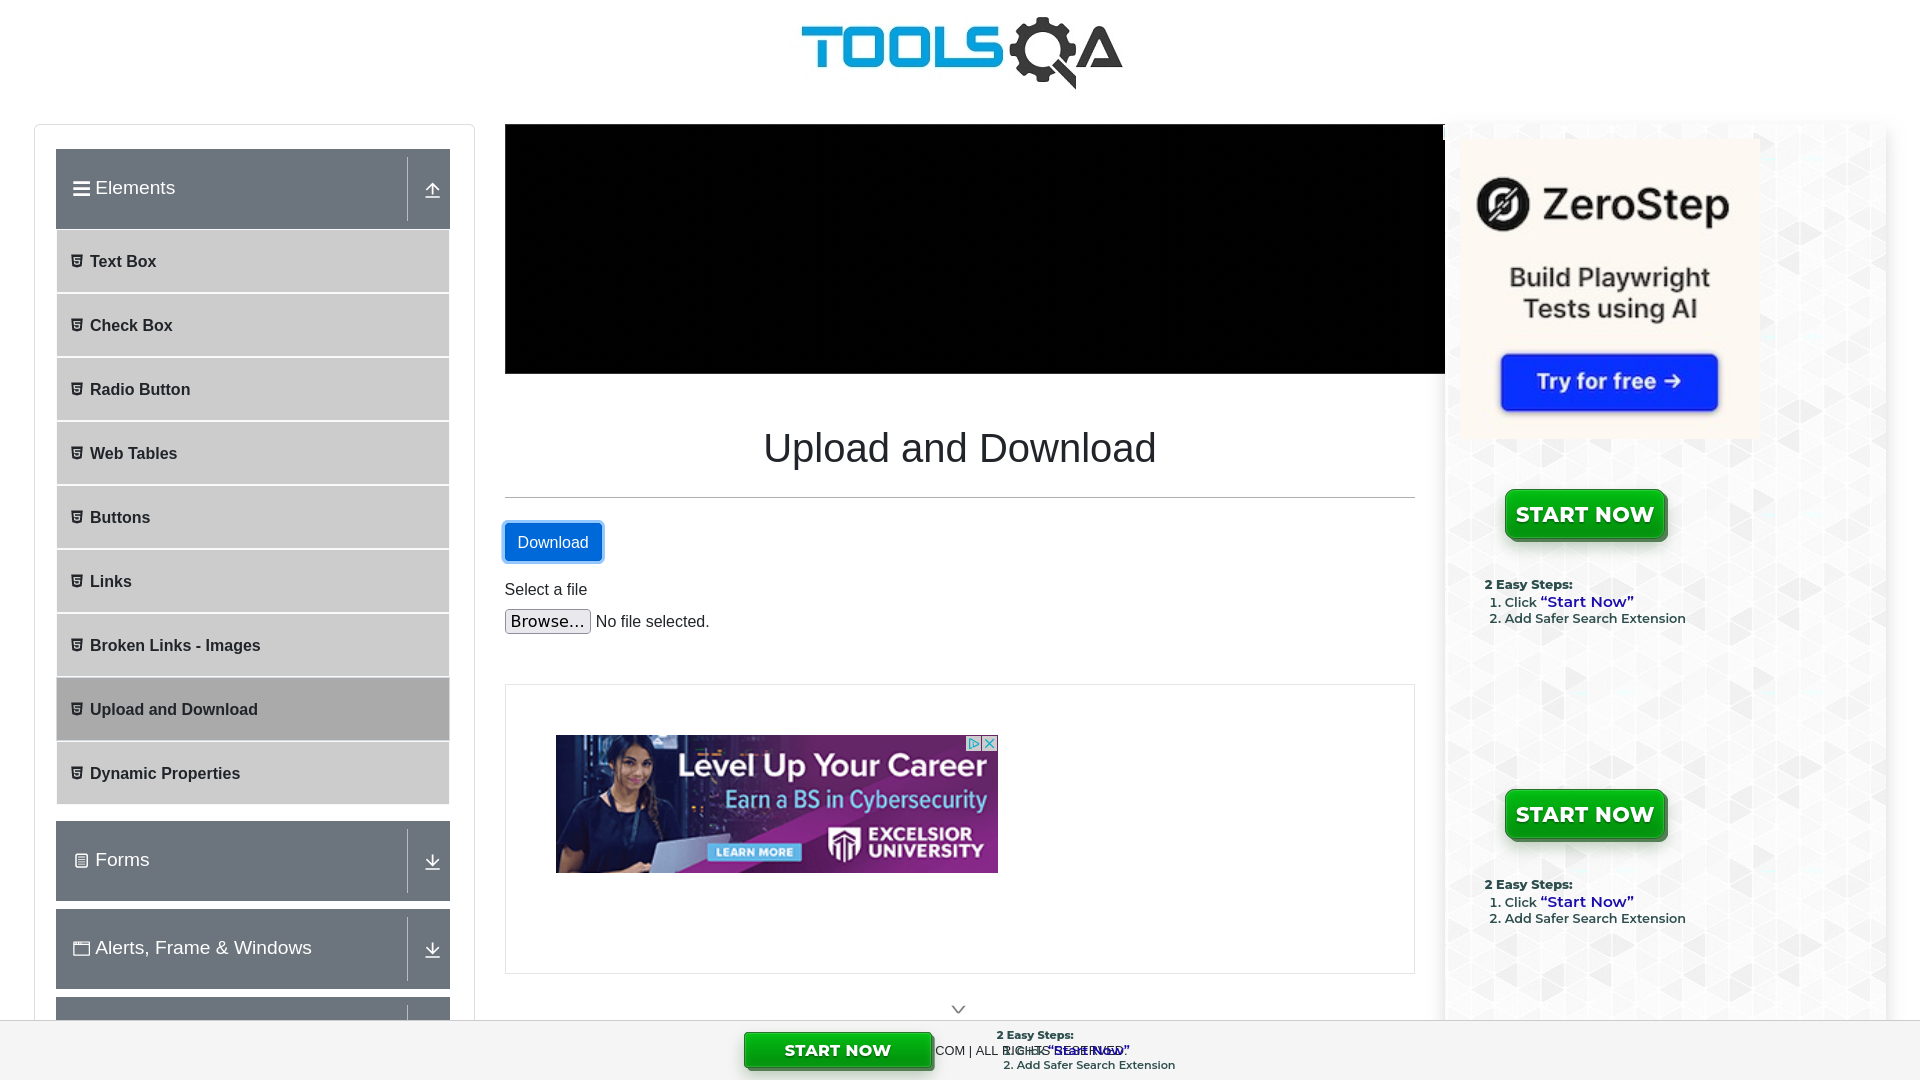 TOOLSQA
Elements
Text Box
Check Box
Radio Button
Web Tables
Buttons
Links
Broken Links - Images
Upload and Download
Dynamic Properties
Forms
Alerts, Frame & Windows
Upload and Download
Download
Select a file
Browse... No file selected.
Level Up Your Career
Earn a BS in Cybersecurity
LEARN MORE
EXCELSIOR
UNIVERSITY
ZeroStep
Build Playwright
Tests using AI
Try for free →
START NOW
2 Easy Steps:
1. Click “Start Now”
2. Add Safer Search Extension
START NOW
2 Easy Steps:
1. Click “Start Now”
2. Add Safer Search Extension
START NOW
2 Easy Steps:
COM | ALL RIGHTS RESERVED.
1. Click “Start Now”
2. Add Safer Search Extension